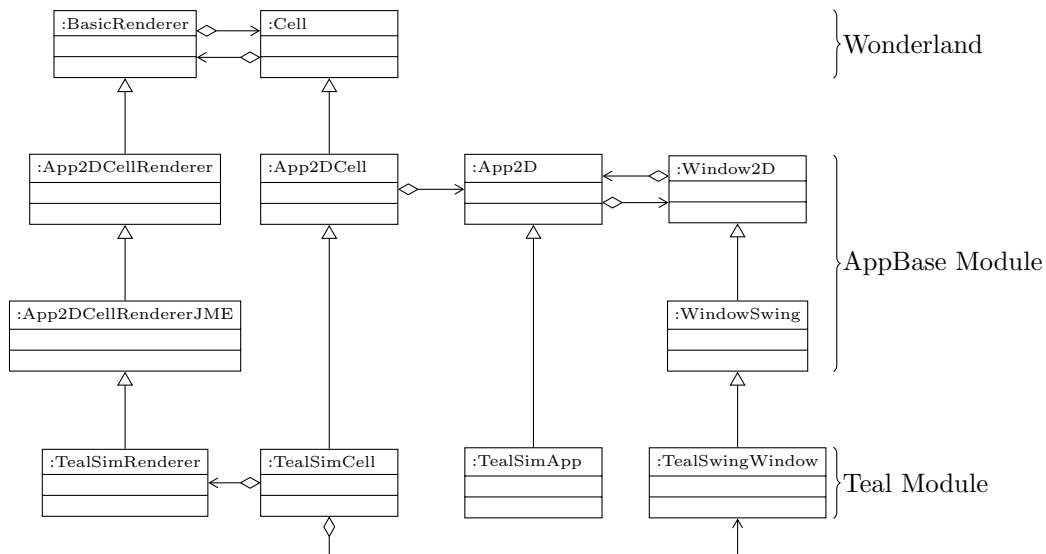 :BasicRenderer
:Cell
Wonderland
:App2DCellRenderer
:App2DCell
:App2D
:Window2D
AppBase Module
:App2DCellRendererJME
:WindowSwing
:TealSimRenderer
:TealSimCell
:TealSimApp
:TealSwingWindow
Teal Module